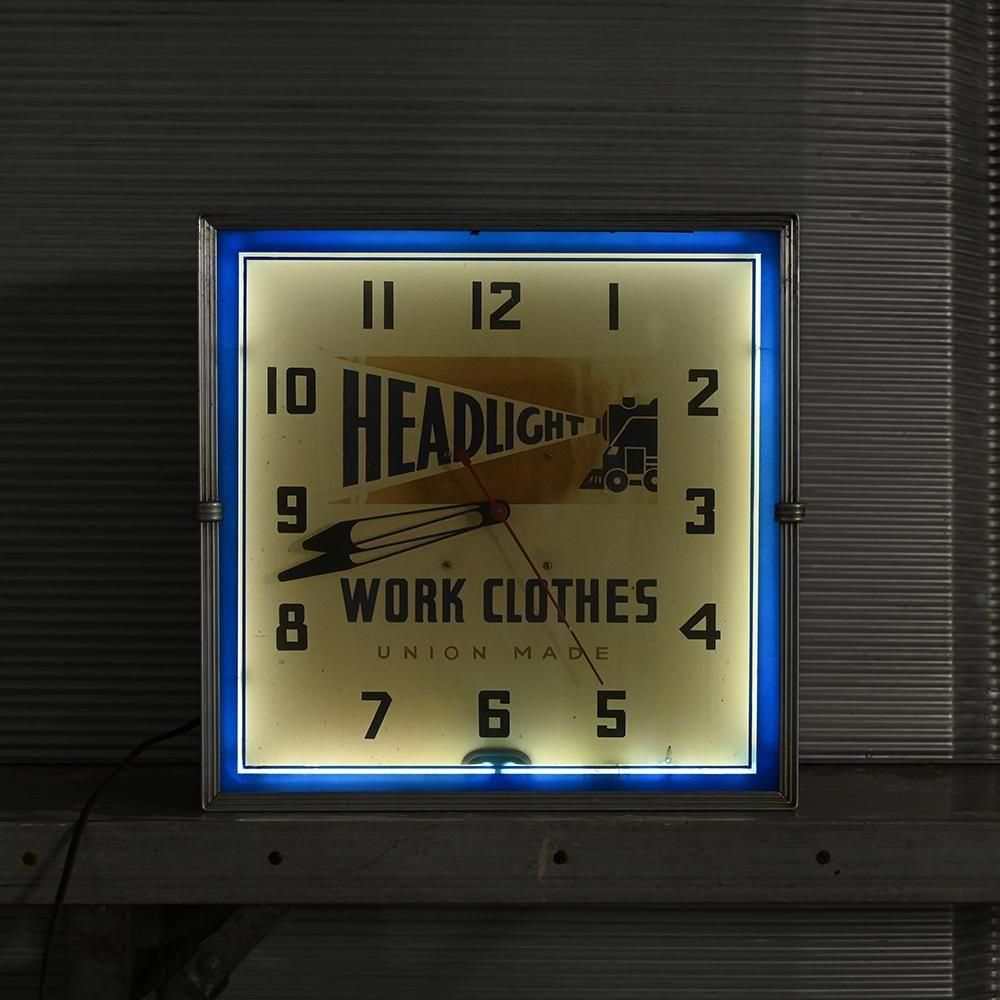 11 12 1
10 2
HEADLIGHT
9 3
WORK CLOTHES
8 4
UNION MADE
7 6 5